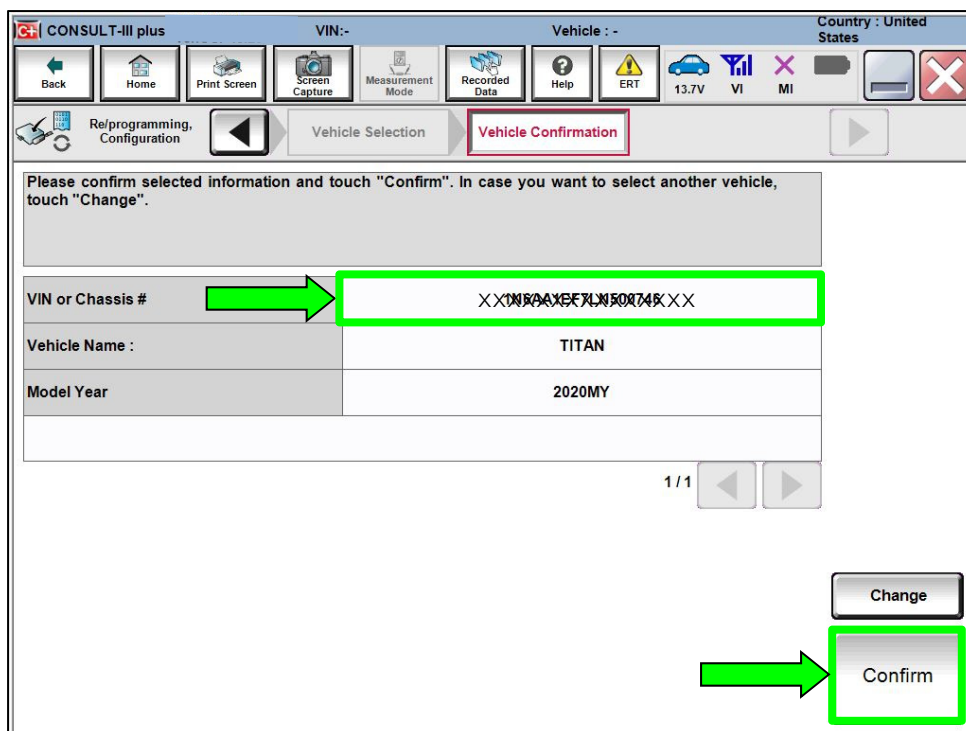 CONSULT-III plus VIN:- Vehicle : - Country : United States
Back Home Print Screen Screen Capture Measurement Mode Recorded Data Help ERT 13.7V VI MI
Re/programming, Configuration Vehicle Selection Vehicle Confirmation
Please confirm selected information and touch "Confirm". In case you want to select another vehicle,
touch "Change".
VIN or Chassis #
Vehicle Name : TITAN
Model Year 2020MY
1/1
Change
Confirm